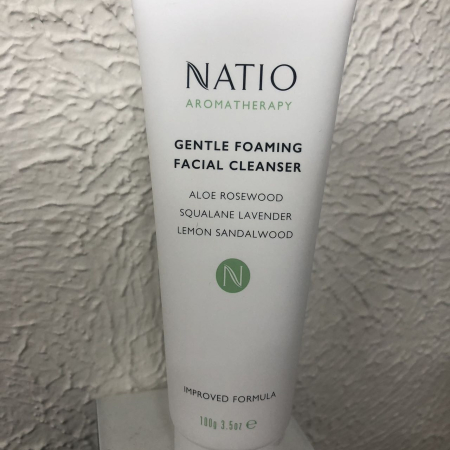 NATIO
AROMATHERAPY
GENTLE FOAMING
FACIAL CLEANSER
ALOE ROSEWOOD
SQUALANE LAVENDER
LEMON SANDALWOOD
N
IMPROVED FORMULA
100g 3.5oz ℮